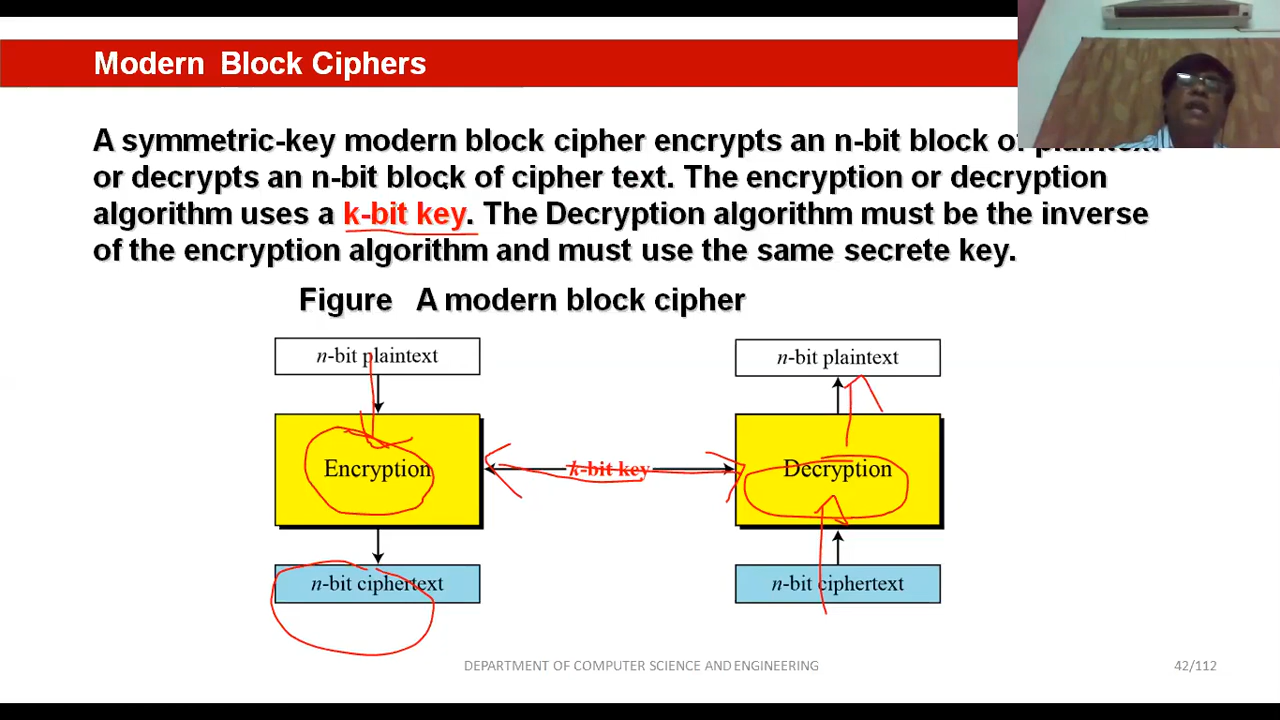 Modern Block Ciphers
A symmetric-key modern block cipher encrypts an n-bit block of plaintext
or decrypts an n-bit block of cipher text. The encryption or decryption
algorithm uses a k-bit key. The Decryption algorithm must be the inverse
of the encryption algorithm and must use the same secrete key.
Figure A modern block cipher
n-bit plaintext
n-bit plaintext
Encryption
k-bit key
Decryption
n-bit ciphertext
n-bit ciphertext
DEPARTMENT OF COMPUTER SCIENCE AND ENGINEERING
42/112